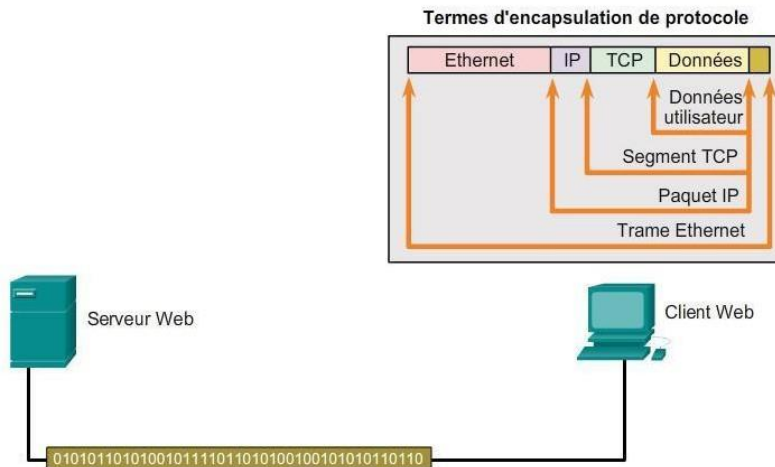 Termes d'encapsulation de protocole
Ethernet IP TCP Données
Données
utilisateur
Segment TCP
Paquet IP
Trame Ethernet
Serveur Web
Client Web
0101011010100101111011010100100101010110110